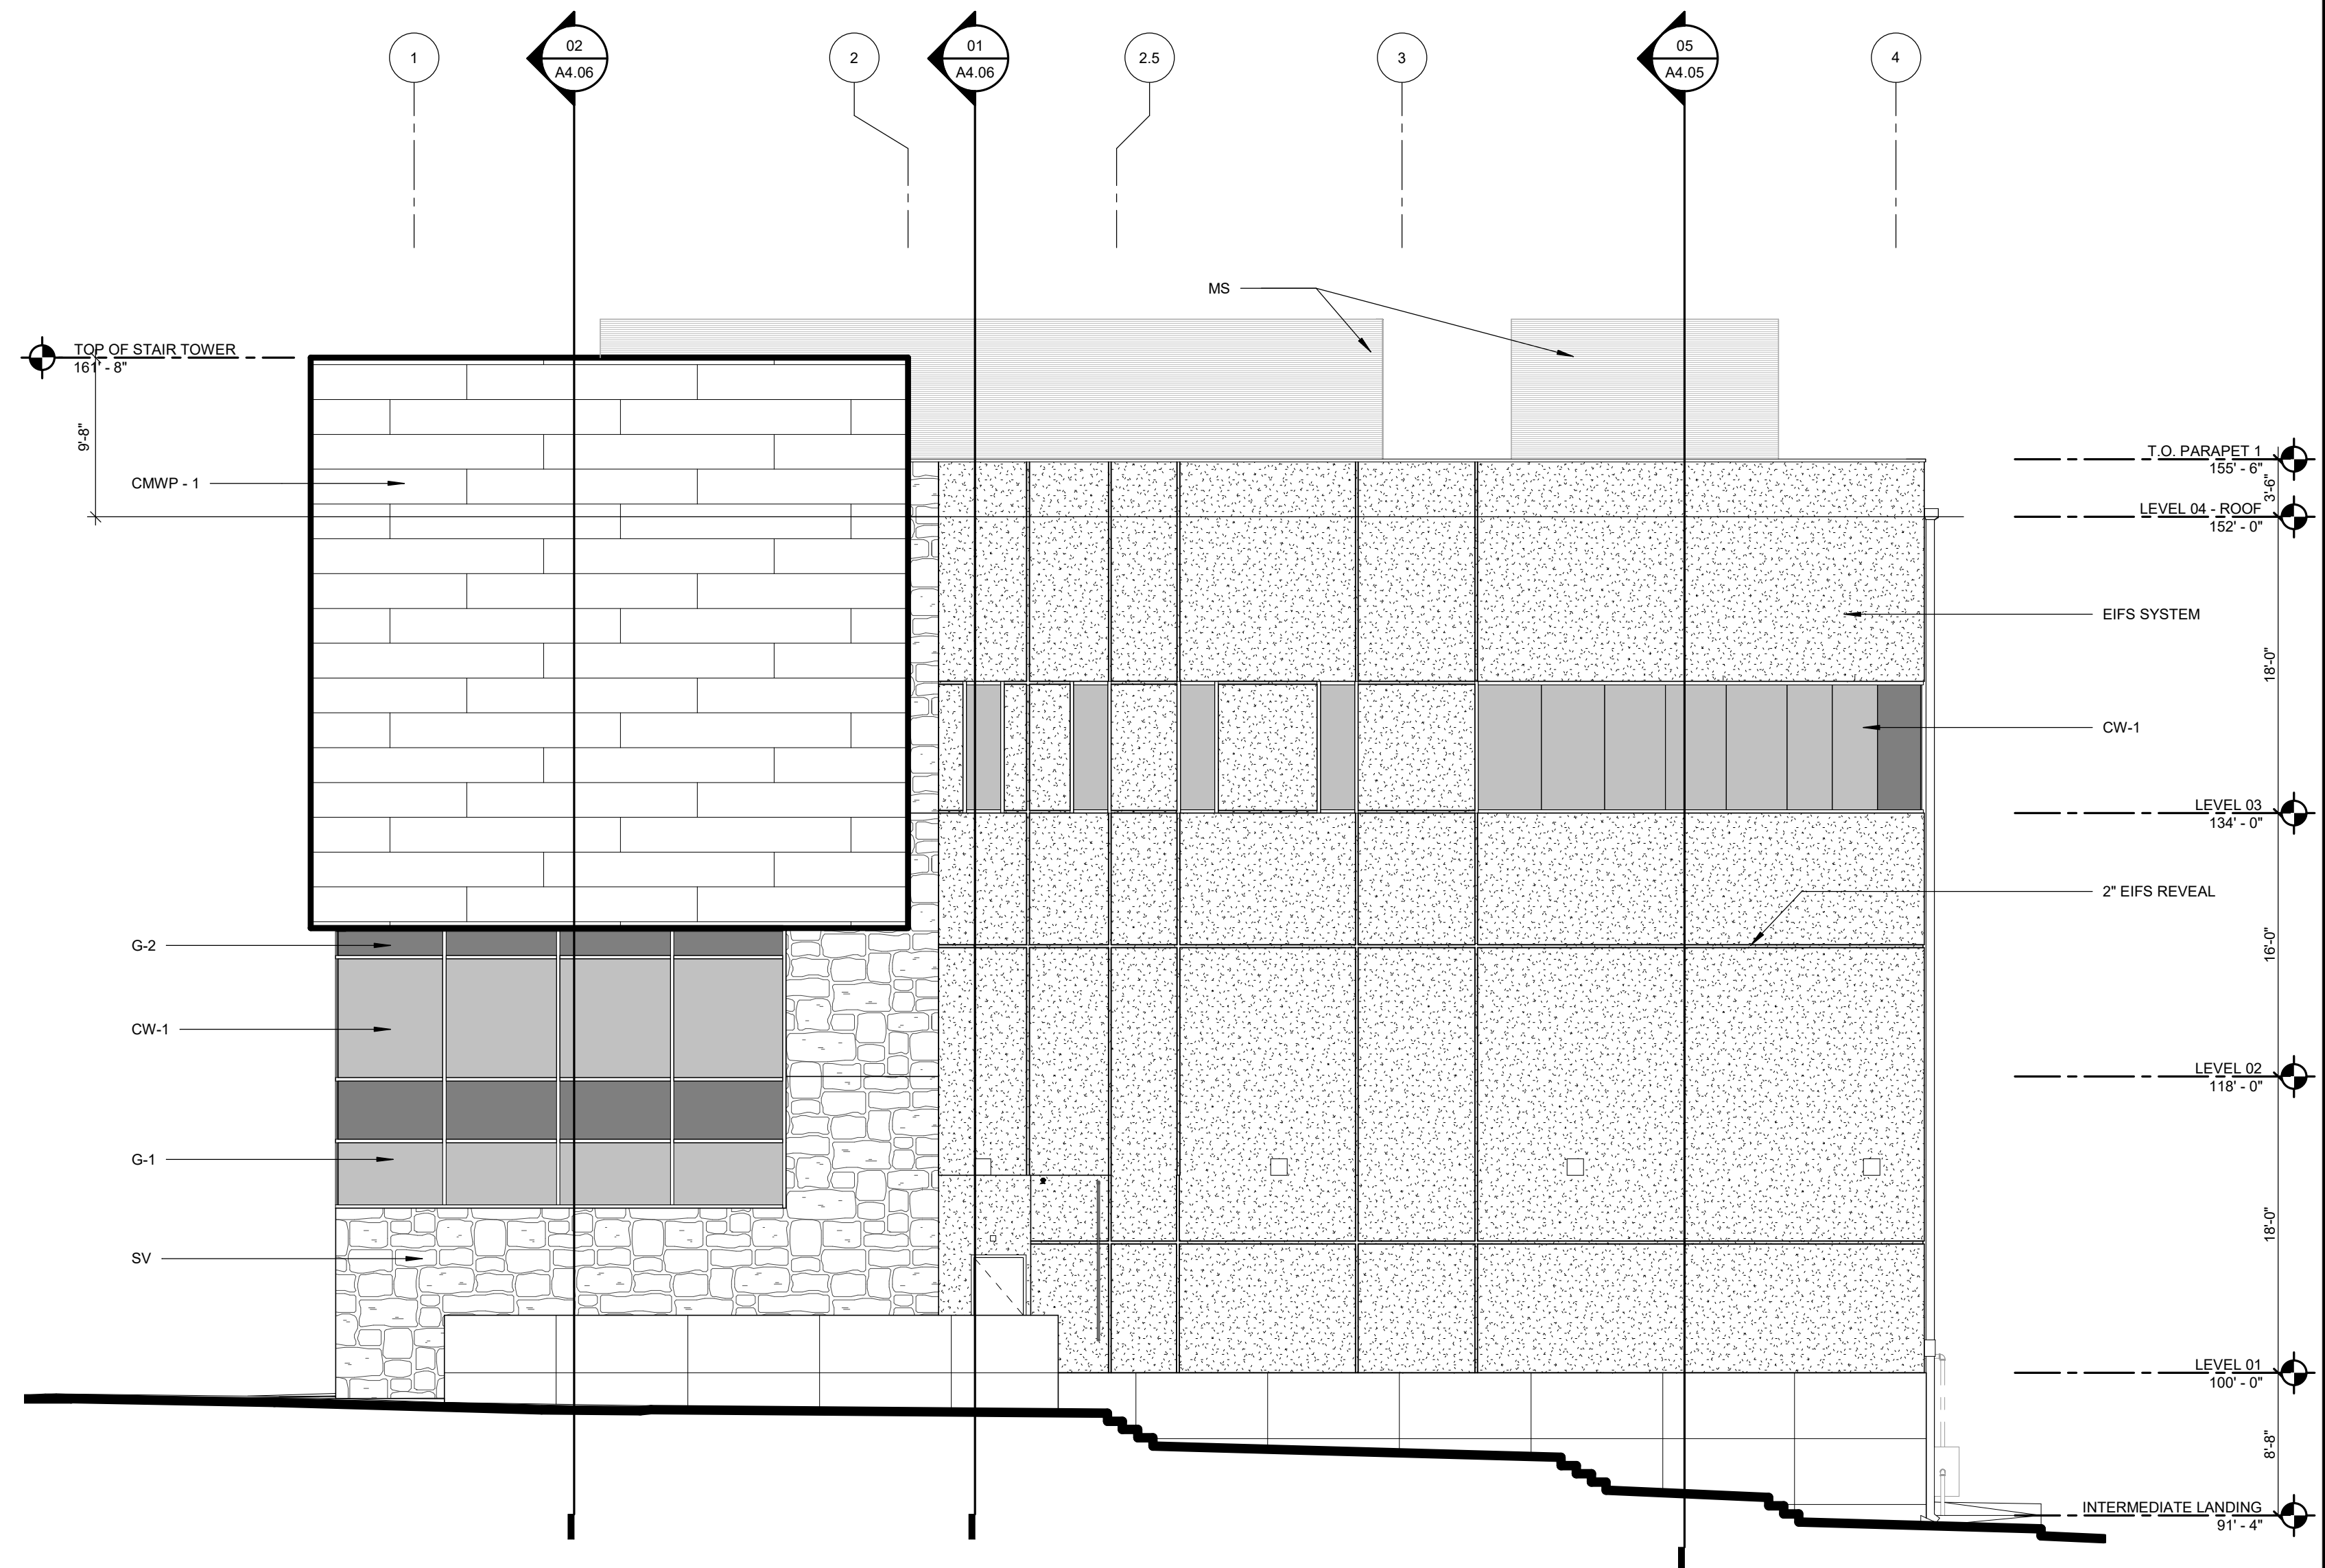 1
02
A4.06
2
01
A4.06
2.5
3
05
A4.05
4
MS
TOP OF STAIR TOWER
161' - 8"
9'-8"
CMWP - 1
T.O. PARAPET 1
155' - 6"
3'-6"
LEVEL 04 - ROOF
152' - 0"
EIFS SYSTEM
18'-0"
CW-1
LEVEL 03
134' - 0"
2" EIFS REVEAL
G-2
16'-0"
CW-1
LEVEL 02
118' - 0"
G-1
18'-0"
SV
LEVEL 01
100' - 0"
8'-8"
INTERMEDIATE LANDING
91' - 4"